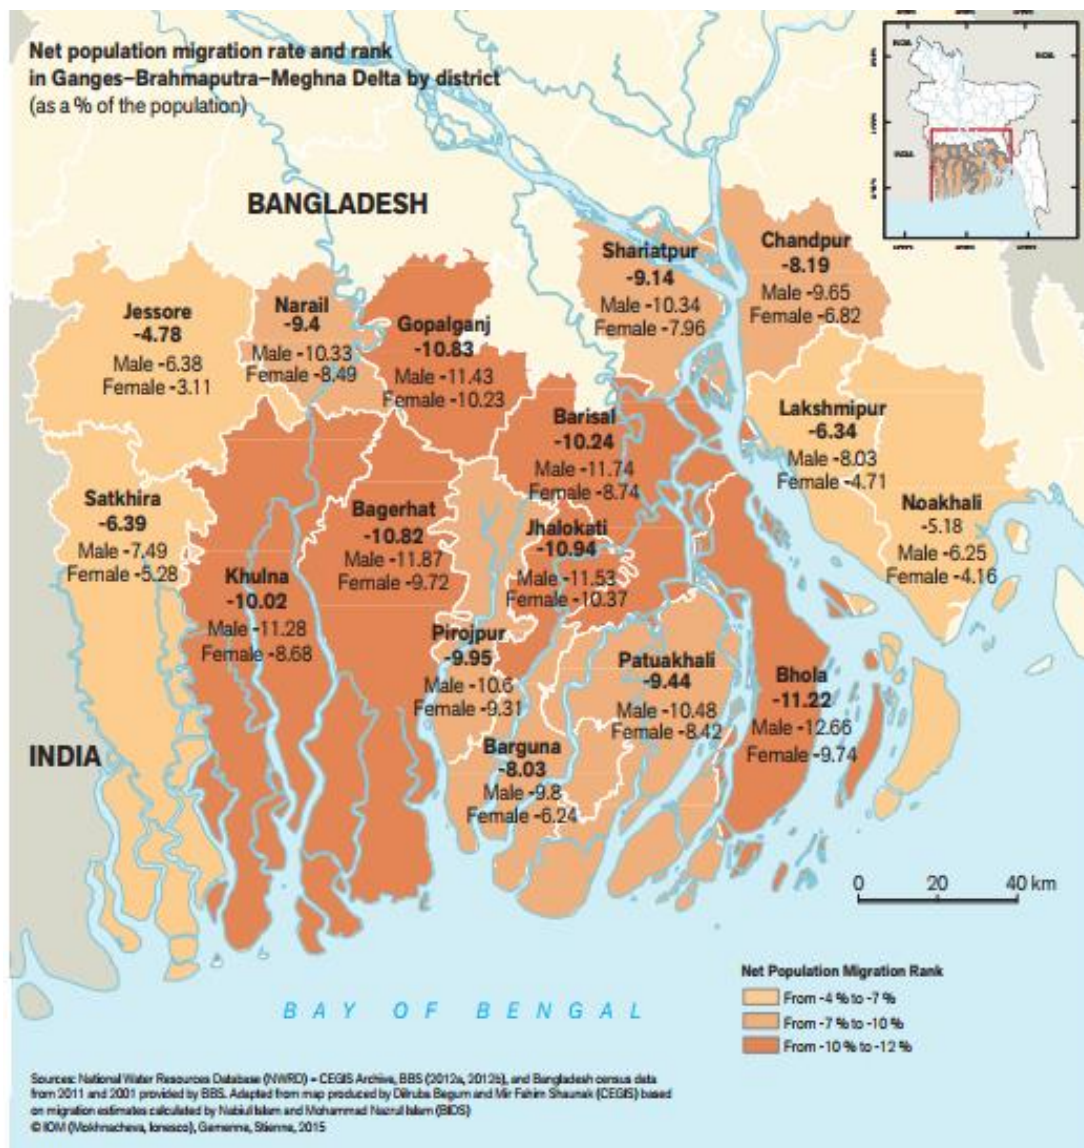 Net population migration rate and rank
in Ganges–Brahmaputra–Meghna Delta by district
(as a % of the population)
INDIA
INDIA
INDIA
BANGLADESH
Shariatpur
-9.14
Male -10.34
Female -7.96
Chandpur
-8.19
Male -9.65
Female -6.82
Jessore
-4.78
Male -6.38
Female -3.11
Narail
-9.4
Male -10.33
Female -8.49
Gopalganj
-10.83
Male -11.43
Female -10.23
Barisal
-10.24
Male -11.74
Female -8.74
Lakshmipur
-6.34
Male -8.03
Female -4.71
Noakhali
-5.18
Male -6.25
Female -4.16
Satkhira
-6.39
Male -7.49
Female -5.28
Khulna
-10.02
Male -11.28
Female -8.68
Bagerhat
-10.82
Male -11.87
Female -9.72
Jhalokati
-10.94
Male -11.53
Female -10.37
Pirojpur
-9.95
Male -10.6
Female -9.31
Patuakhali
-9.44
Male -10.48
Female -8.42
Bhola
-11.22
Male -12.66
Female -9.74
Barguna
-8.03
Male -9.8
Female -6.24
INDIA
0 20 40 km
BAY OF BENGAL
Net Population Migration Rank
From -4 % to -7 %
From -7 % to -10 %
From -10 % to -12 %
Sources: National Water Resources Database (NWRD) – CEGIS Archive, BBS (2012a, 2012b), and Bangladesh census data
from 2011 and 2001 provided by BBS. Adapted from map produced by Dilruba Begum and Mir Fahim Shaunak (CEGIS) based
on migration estimates calculated by Nabiul Islam and Mohammad Nazrul Islam (BIDS)
© IOM (Mokhnacheva, Ionesco), Gemenne, Stienne, 2015